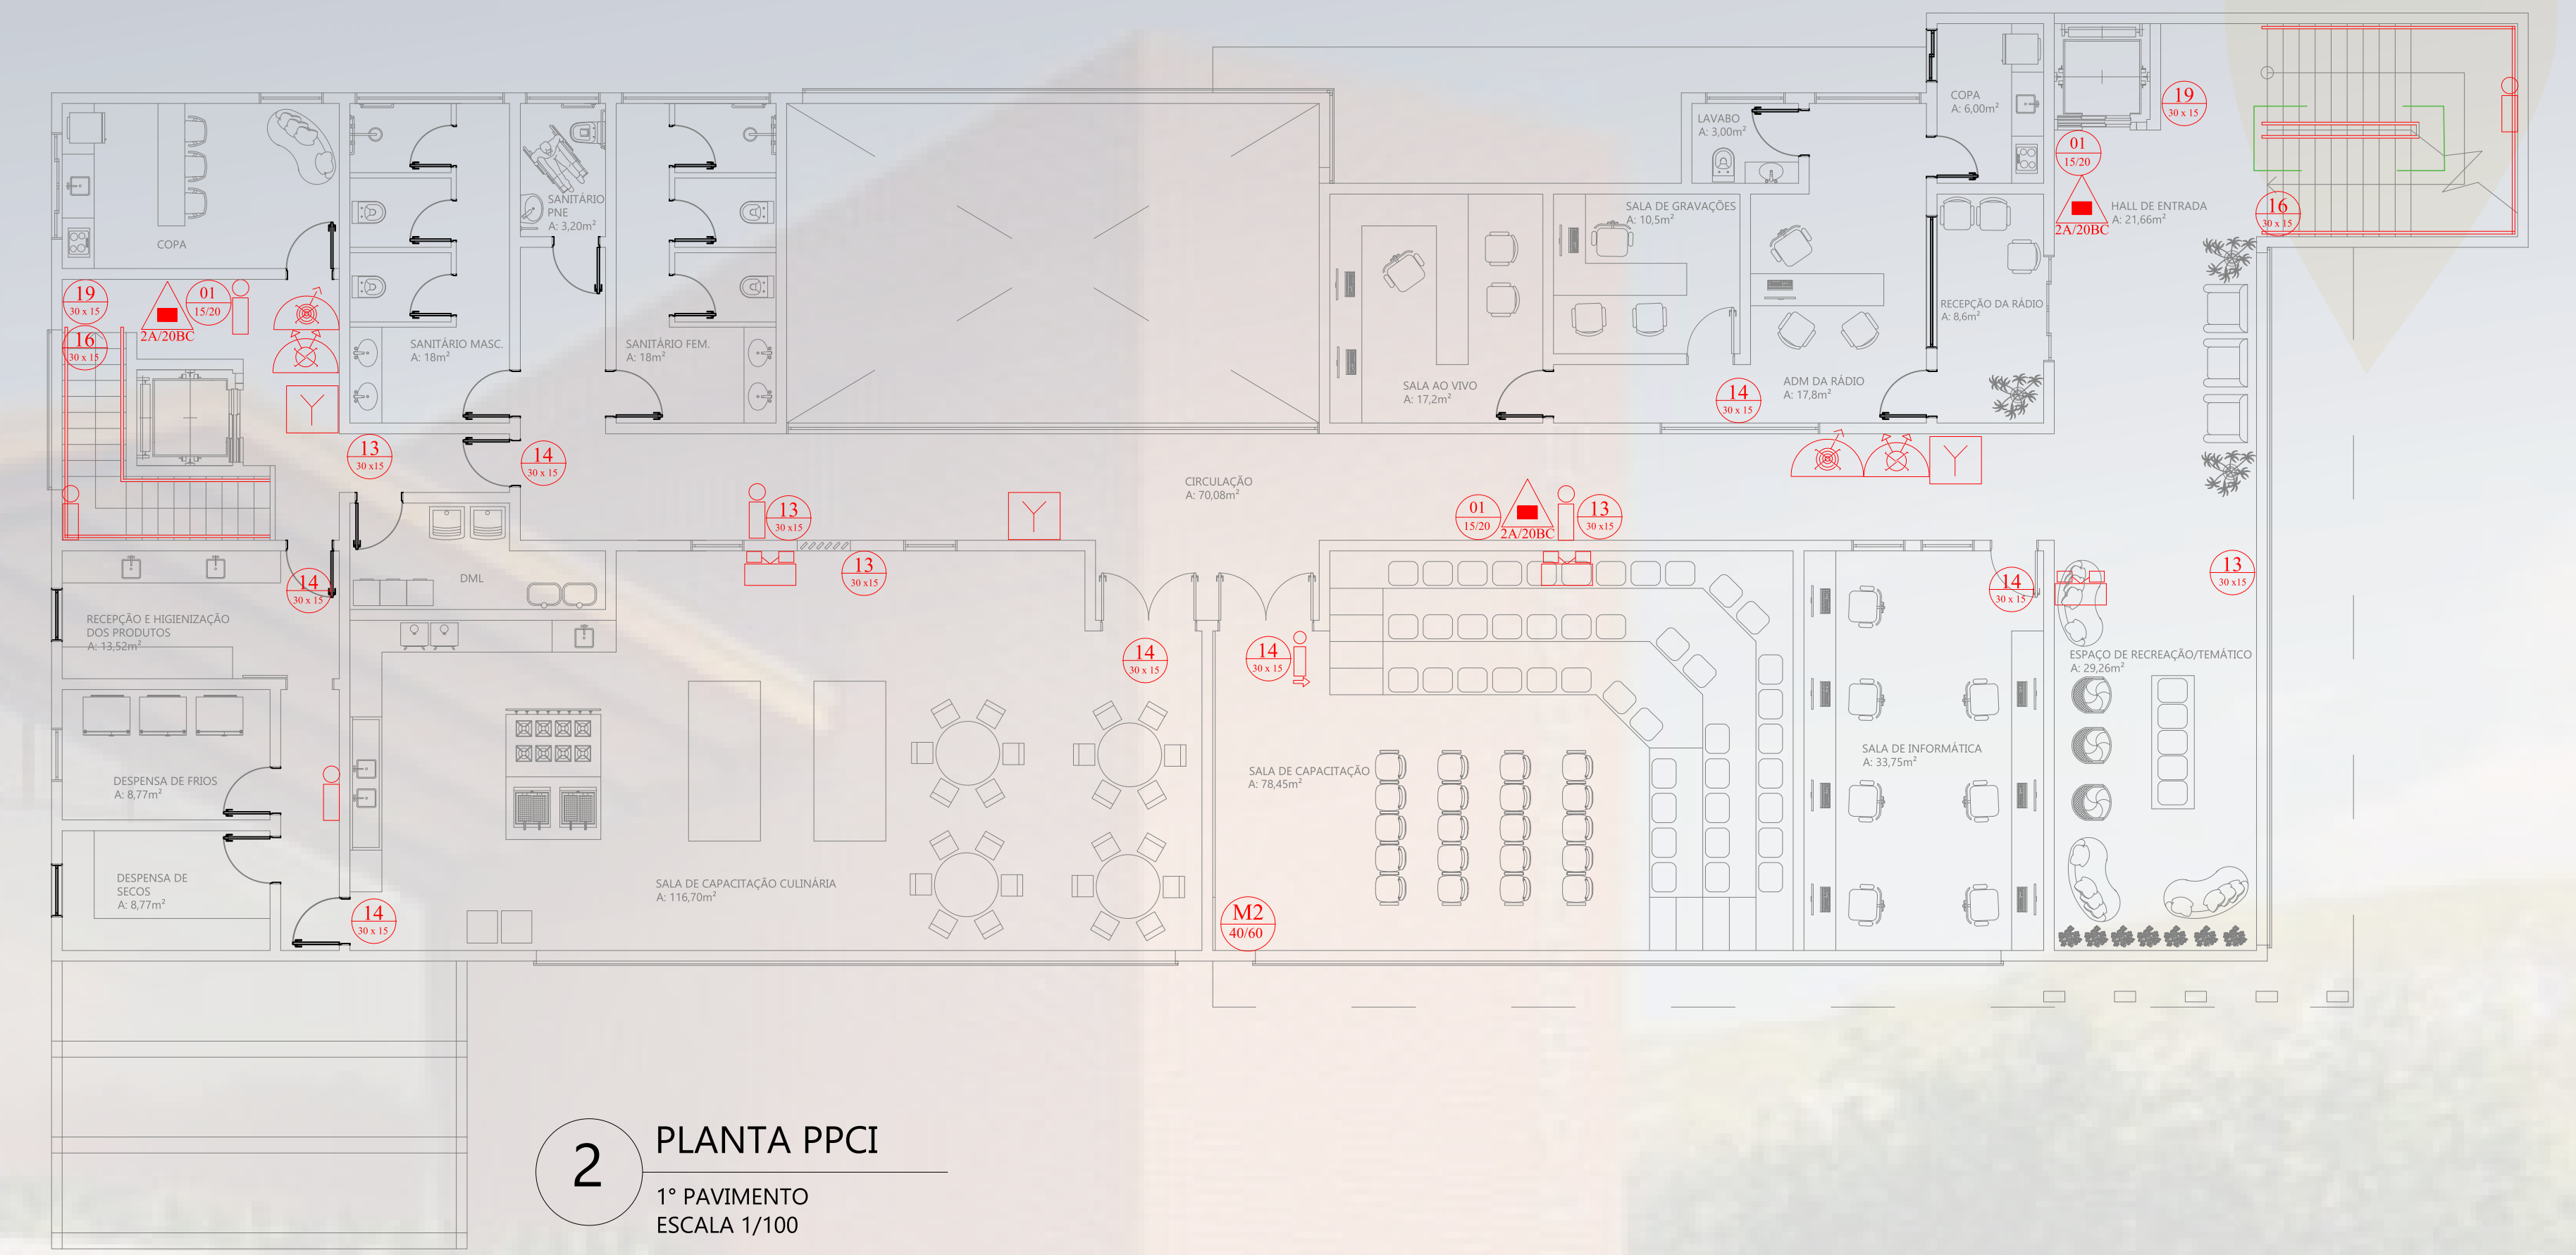 COPA
SANITÁRIO
PNE
A: 3,20m²
SANITÁRIO MASC.
A: 18m²
SANITÁRIO FEM.
A: 18m²
19
30 x 15
16
30 x 15
2A/20BC
01
15/20
13
30 x15
14
30 x 15
LAVABO
A: 3,00m²
COPA
A: 6,00m²
19
30 x 15
01
15/20
2A/20BC
HALL DE ENTRADA
A: 21,66m²
16
30 x 15
SALA DE GRAVAÇÕES
A: 10,5m²
SALA AO VIVO
A: 17,2m²
14
30 x 15
ADM DA RÁDIO
A: 17,8m²
RECEPÇÃO DA RÁDIO
A: 8,6m²
CIRCULAÇÃO
A: 70,08m²
13
30 x15
01
15/20
2A/20BC
13
30 x15
DML
13
30 x15
14
30 x 15
14
30 x 15
13
30 x15
RECEPÇÃO E HIGIENIZAÇÃO
DOS PRODUTOS
A: 13,52m²
14
30 x 15
14
30 x 15
ESPAÇO DE RECREAÇÃO/TEMÁTICO
A: 29,26m²
DESPENSA DE FRIOS
A: 8,77m²
SALA DE CAPACITAÇÃO
A: 78,45m²
SALA DE INFORMÁTICA
A: 33,75m²
DESPENSA DE
SECOS
A: 8,77m²
14
30 x 15
SALA DE CAPACITAÇÃO CULINÁRIA
A: 116,70m²
M2
40/60
2
PLANTA PPCI
1° PAVIMENTO
ESCALA 1/100